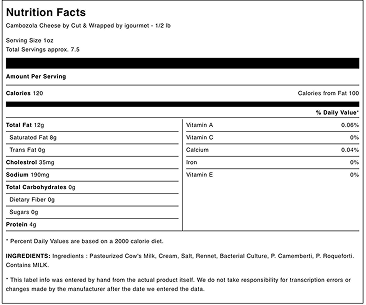 Nutrition Facts
Cambozola Cheese by Cut & Wrapped by igourmet - 1/2 lb
Serving Size 1oz
Total Servings approx. 7.5
Amount Per Serving
Calories 120 Calories from Fat 100
% Daily Value*
Total Fat 12g Vitamin A 0.06%
Saturated Fat 8g Vitamin C 0%
Trans Fat 0g Calcium 0.04%
Cholestrol 35mg Iron 0%
Sodium 190mg Vitamin E 0%
Total Carbohydrates 0g
Dietary Fiber 0g
Sugars 0g
Protein 4g
* Percent Daily Values are based on a 2000 calorie diet.
INGREDIENTS: Ingredients : Pasteurized Cow's Milk, Cream, Salt, Rennet, Bacterial Culture, P. Camemberti, P. Roqueforti.
Contains MILK.
* This label info was entered by hand from the actual product itself. We do not take responsibility for transcription errors or
changes made by the manufacturer after the date we entered the data.